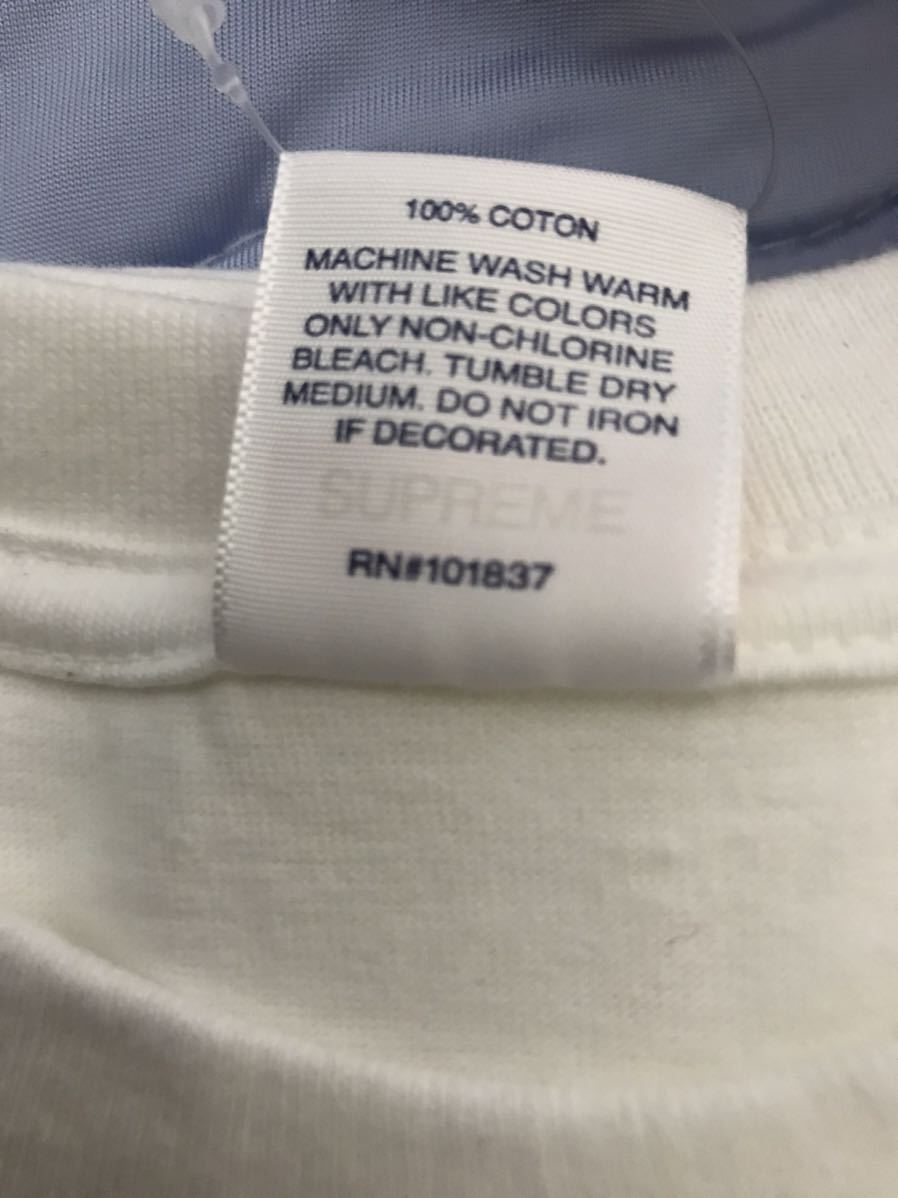 100% COTON
MACHINE WASH WARM
WITH LIKE COLORS
ONLY NON-CHLORINE
BLEACH. TUMBLE DRY
MEDIUM. DO NOT IRON
IF DECORATED.
SUPREME
RN#101837